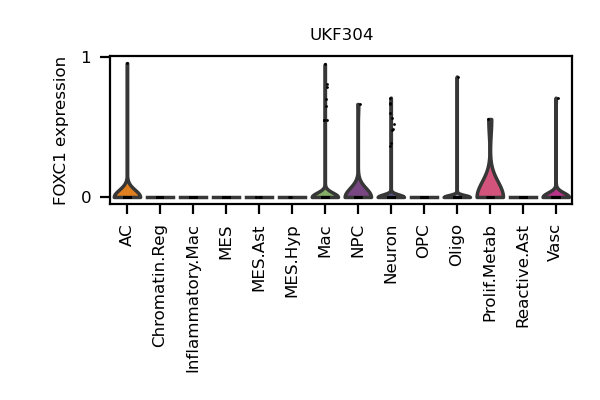 UKF304
FOXC1 expression
1
0
AC
Chromatin.Reg
Inflammatory.Mac
MES
MES.Ast
MES.Hyp
Mac
NPC
Neuron
OPC
Oligo
Prolif.Metab
Reactive.Ast
Vasc